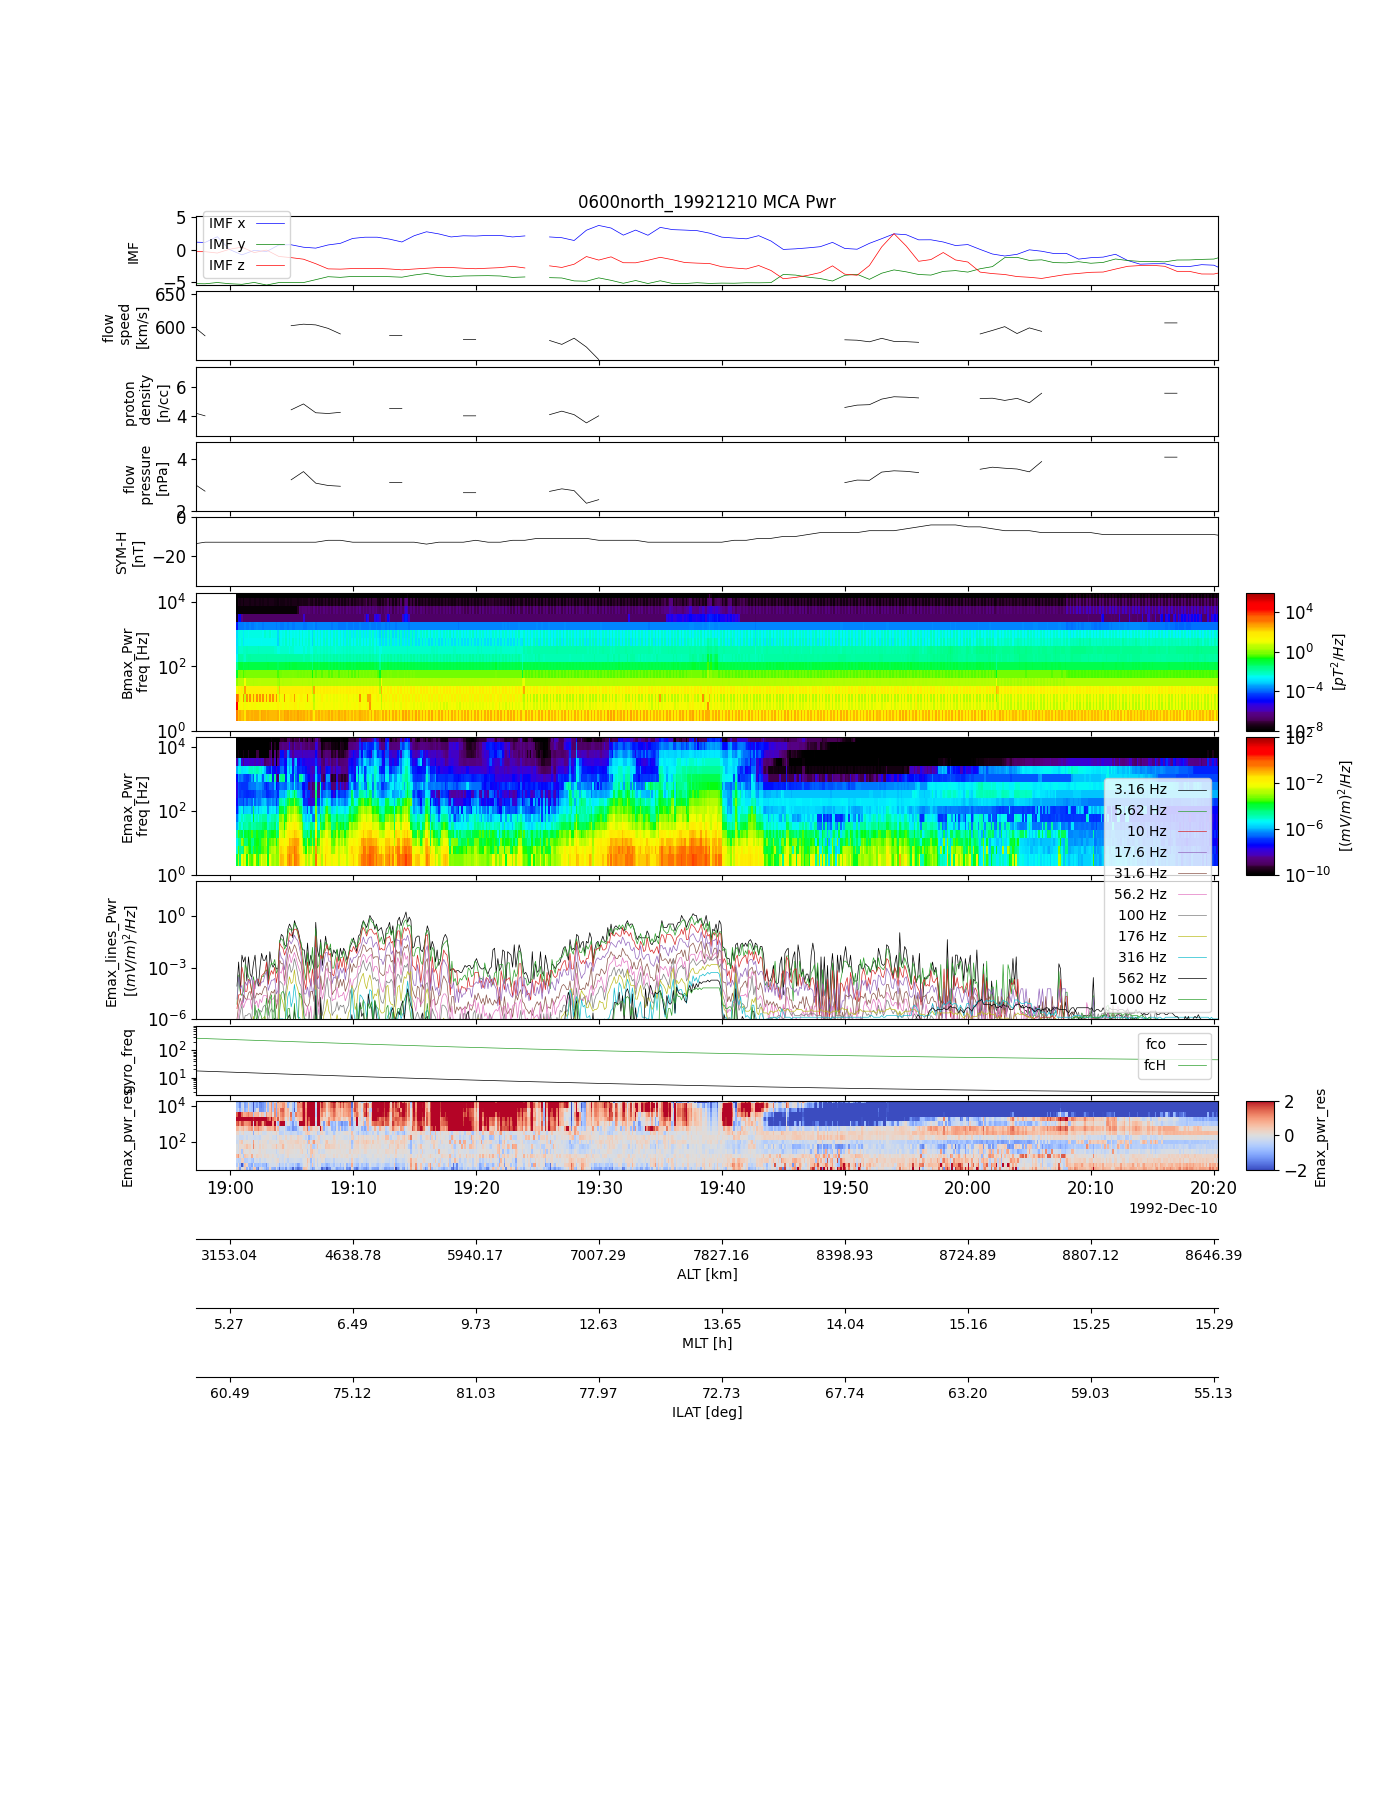 0600north_19921210 MCA Pwr
5
0
−5
IMF
IMF x
IMF y
IMF z
650
600
flow
speed
[km/s]
6
4
proton
density
[n/cc]
4
2
flow
pressure
[nPa]
0
−20
SYM-H
[nT]
10^4
10^2
10^0
Bmax_Pwr
freq [Hz]
10^4
10^0
10^−4
10^−8
[pT^2/Hz]
10^4
10^2
10^0
Emax_Pwr
freq [Hz]
10^2
10^−2
10^−6
10^−10
[(mV/m)^2/Hz]
3.16 Hz
5.62 Hz
10 Hz
17.6 Hz
31.6 Hz
56.2 Hz
100 Hz
176 Hz
316 Hz
562 Hz
1000 Hz
10^0
10^−3
10^−6
Emax_lines_Pwr
[(mV/m)^2/Hz]
10^2
10^1
gyro_freq
fco
fcH
10^4
10^2
Emax_pwr_res
2
0
−2
Emax_pwr_res
19:00 19:10 19:20 19:30 19:40 19:50 20:00 20:10 20:20
1992-Dec-10
3153.04 4638.78 5940.17 7007.29 7827.16 8398.93 8724.89 8807.12 8646.39
ALT [km]
5.27 6.49 9.73 12.63 13.65 14.04 15.16 15.25 15.29
MLT [h]
60.49 75.12 81.03 77.97 72.73 67.74 63.20 59.03 55.13
ILAT [deg]